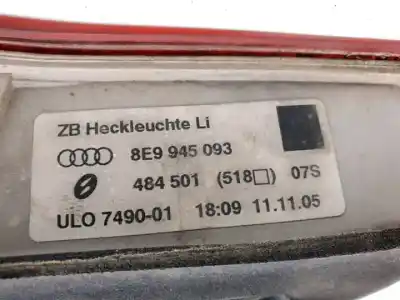 ZB Heckleuchte Li
8E9 945 093
484 501 (518□) 07S
ULO 7490-01 18:09 11.11.05